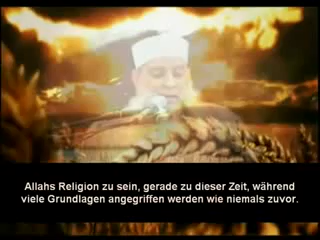 Allahs Religion zu sein, gerade zu dieser Zeit, während
viele Grundlagen angegriffen werden wie niemals zuvor.